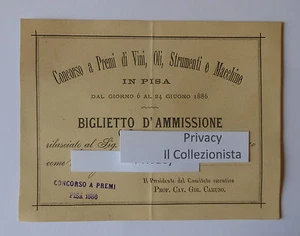 Concorso a Premi di Vini, Oli, Strumenti e Macchine
IN PISA
DAL GIORNO 6 AL 24 GIUGNO 1886
BIGLIETTO D'AMMISSIONE
rilasciato al Sig.
Privacy
Il Collezionista
come
Il Presidente del Comitato esecutivo
PROF. CAV. GIR. CARUSO.
CONCORSO A PREMI
PISA 1886